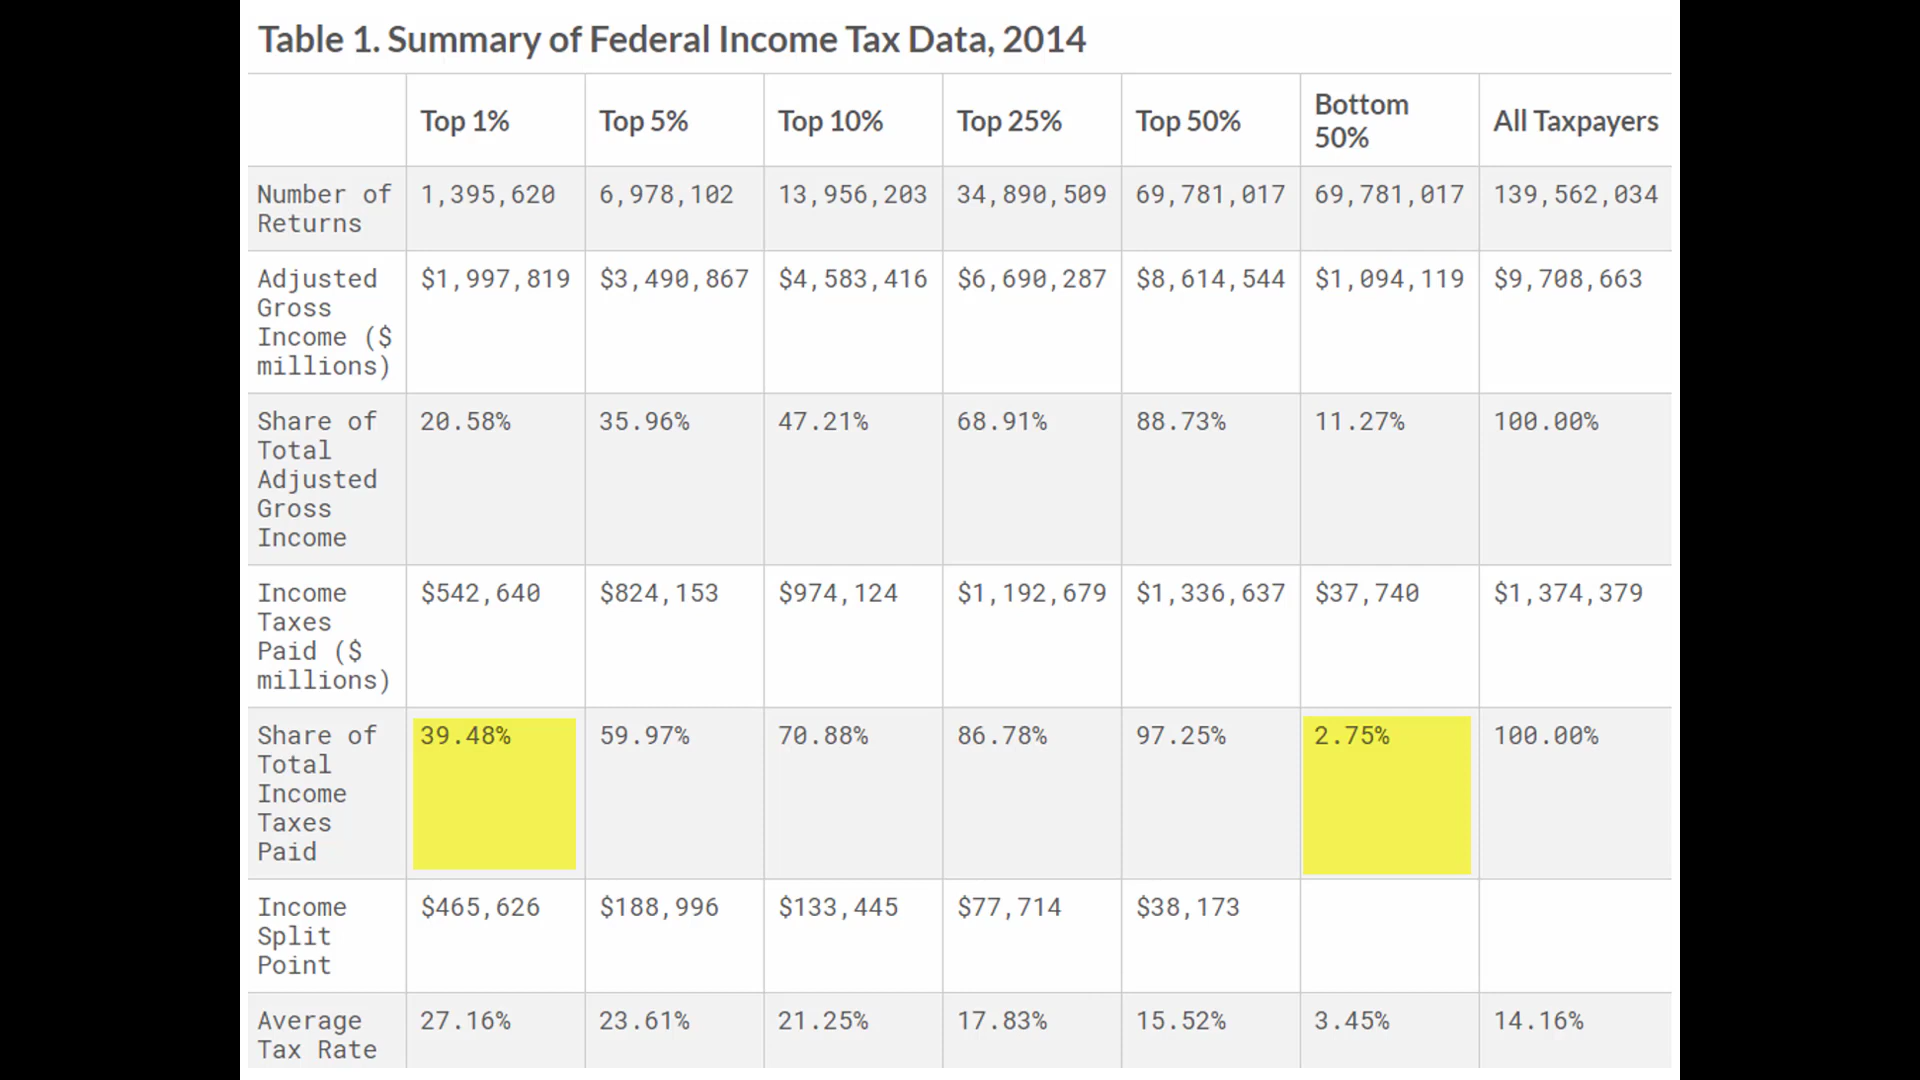 Table 1. Summary of Federal Income Tax Data, 2014
Top 1% Top 5% Top 10% Top 25% Top 50% Bottom 50% All Taxpayers
Number of Returns 1,395,620 6,978,102 13,956,203 34,890,509 69,781,017 69,781,017 139,562,034
Adjusted Gross Income ($ millions) $1,997,819 $3,490,867 $4,583,416 $6,690,287 $8,614,544 $1,094,119 $9,708,663
Share of Total Adjusted Gross Income 20.58% 35.96% 47.21% 68.91% 88.73% 11.27% 100.00%
Income Taxes Paid ($ millions) $542,640 $824,153 $974,124 $1,192,679 $1,336,637 $37,740 $1,374,379
Share of Total Income Taxes Paid 39.48% 59.97% 70.88% 86.78% 97.25% 2.75% 100.00%
Income Split Point $465,626 $188,996 $133,445 $77,714 $38,173
Average Tax Rate 27.16% 23.61% 21.25% 17.83% 15.52% 3.45% 14.16%